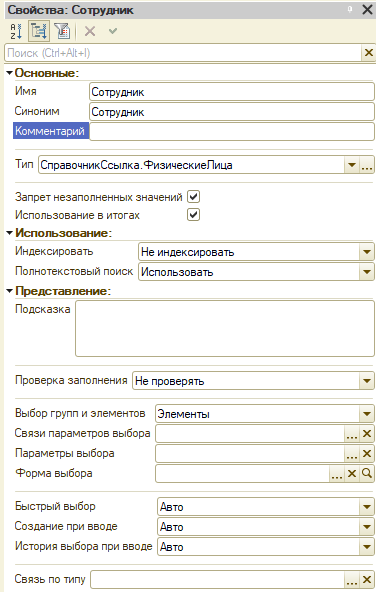 Свойства: Сотрудник
Поиск (Ctrl+Alt+I)
Основные:
Имя Сотрудник
Синоним Сотрудник
Комментарий
Тип СправочникСсылка.ФизическиеЛица
Запрет незаполненных значений
Использование в итогах
Использование:
Индексировать Не индексировать
Полнотекстовый поиск Использовать
Представление:
Подсказка
Проверка заполнения Не проверять
Выбор групп и элементов Элементы
Связи параметров выбора
Параметры выбора
Форма выбора
Быстрый выбор Авто
Создание при вводе Авто
История выбора при вводе Авто
Связь по типу